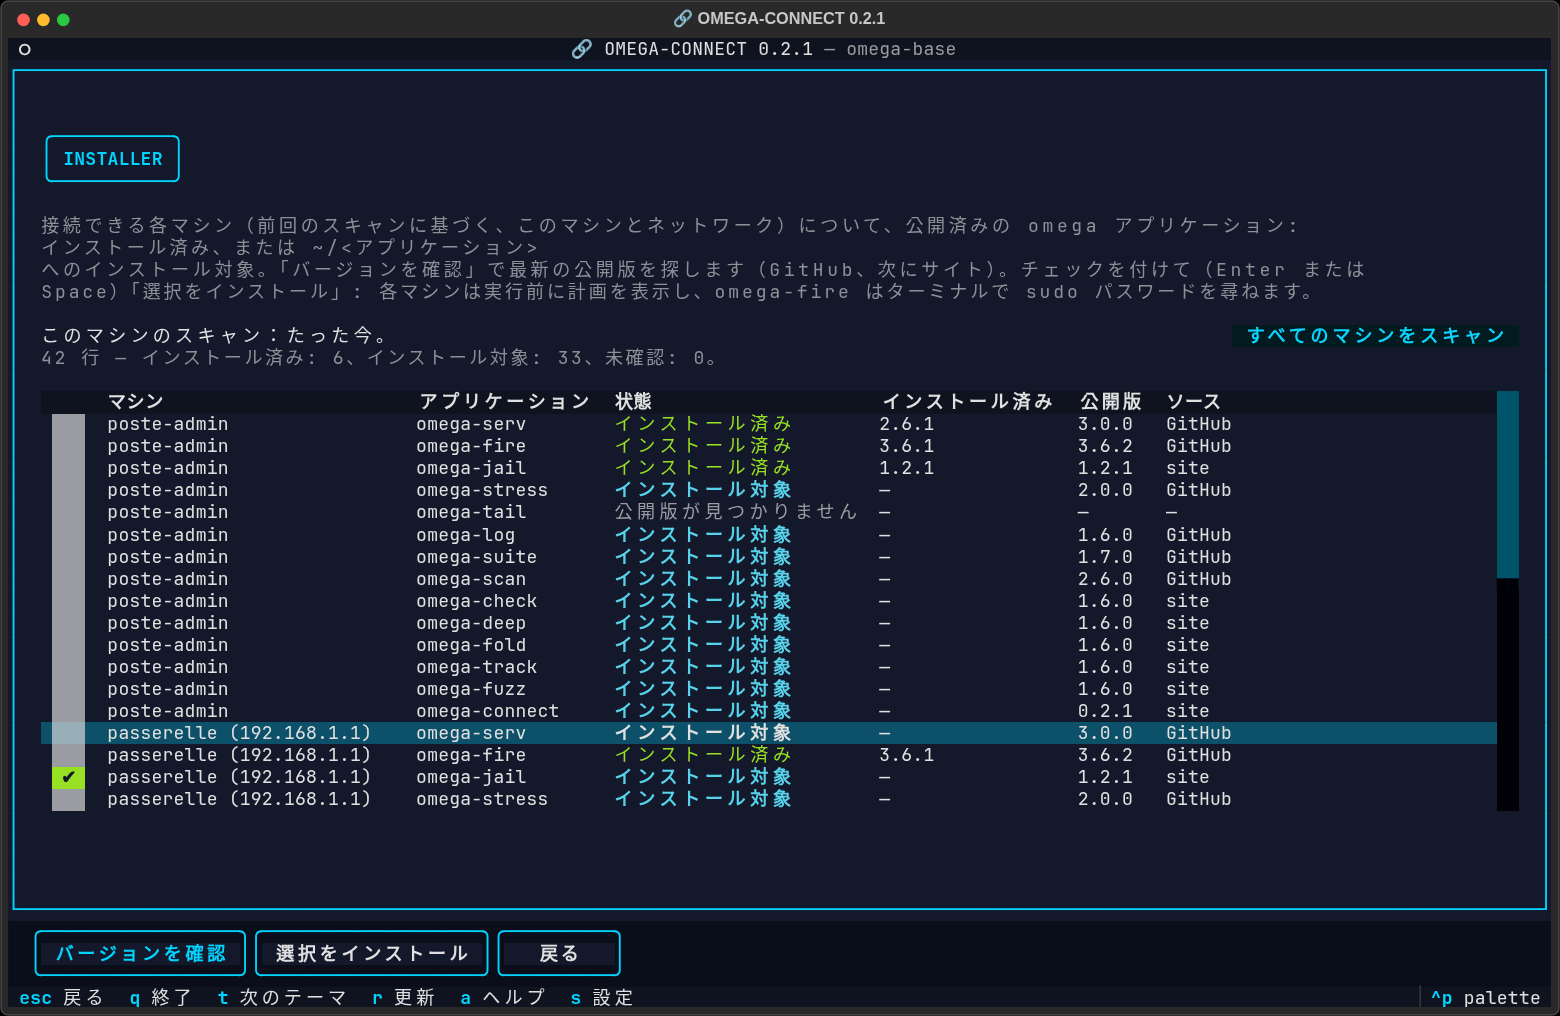 🔗 OMEGA-CONNECT 0.2.1
🔗 OMEGA-CONNECT 0.2.1 — omega-base
INSTALLER
接続できる各マシン（前回のスキャンに基づく、このマシンとネットワーク）について、公開済みの omega アプリケーション:
インストール済み、または ~/<アプリケーション>
へのインストール対象。「バージョンを確認」で最新の公開版を探します（GitHub、次にサイト）。チェックを付けて（Enter または
Space）「選択をインストール」: 各マシンは実行前に計画を表示し、omega-fire はターミナルで sudo パスワードを尋ねます。
このマシンのスキャン：たった今。 すべてのマシンをスキャン
42 行 — インストール済み: 6、インストール対象: 33、未確認: 0。
マシン アプリケーション 状態 インストール済み 公開版 ソース
poste-admin omega-serv インストール済み 2.6.1 3.0.0 GitHub
poste-admin omega-fire インストール済み 3.6.1 3.6.2 GitHub
poste-admin omega-jail インストール済み 1.2.1 1.2.1 site
poste-admin omega-stress インストール対象 — 2.0.0 GitHub
poste-admin omega-tail 公開版が見つかりません — — —
poste-admin omega-log インストール対象 — 1.6.0 GitHub
poste-admin omega-suite インストール対象 — 1.7.0 GitHub
poste-admin omega-scan インストール対象 — 2.6.0 GitHub
poste-admin omega-check インストール対象 — 1.6.0 site
poste-admin omega-deep インストール対象 — 1.6.0 site
poste-admin omega-fold インストール対象 — 1.6.0 site
poste-admin omega-track インストール対象 — 1.6.0 site
poste-admin omega-fuzz インストール対象 — 1.6.0 site
poste-admin omega-connect インストール対象 — 0.2.1 site
passerelle (192.168.1.1) omega-serv インストール対象 — 3.0.0 GitHub
passerelle (192.168.1.1) omega-fire インストール済み 3.6.1 3.6.2 GitHub
✔ passerelle (192.168.1.1) omega-jail インストール対象 — 1.2.1 site
passerelle (192.168.1.1) omega-stress インストール対象 — 2.0.0 GitHub
バージョンを確認 選択をインストール 戻る
esc 戻る q 終了 t 次のテーマ r 更新 a ヘルプ s 設定 ^p palette